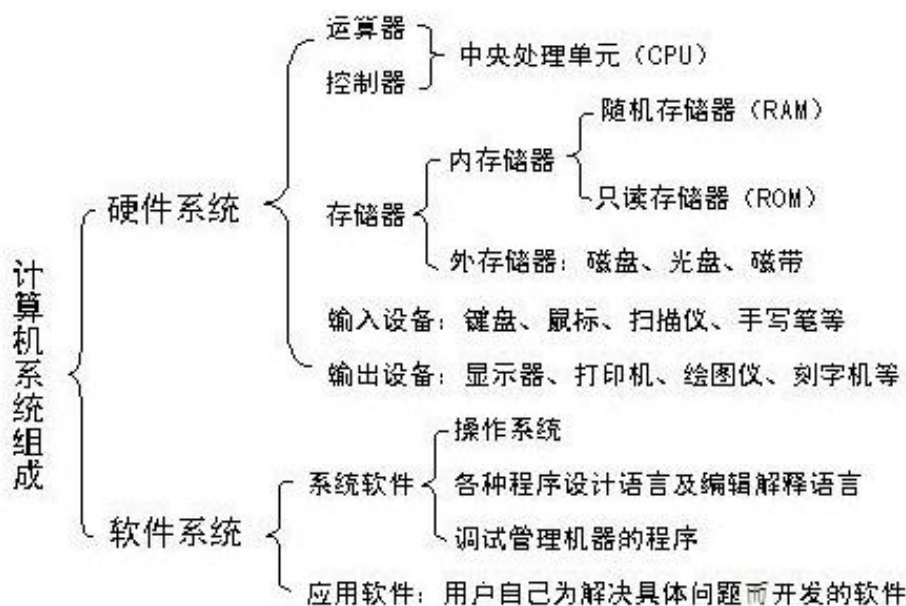 计算机系统组成
硬件系统
运算器
控制器
中央处理单元（CPU）
存储器
内存储器
随机存储器（RAM）
只读存储器（ROM）
外存储器：磁盘、光盘、磁带
输入设备：键盘、鼠标、扫描仪、手写笔等
输出设备：显示器、打印机、绘图仪、刻字机等
软件系统
系统软件
操作系统
各种程序设计语言及编辑解释语言
调试管理机器的程序
应用软件：用户自己为解决具体问题而开发的软件